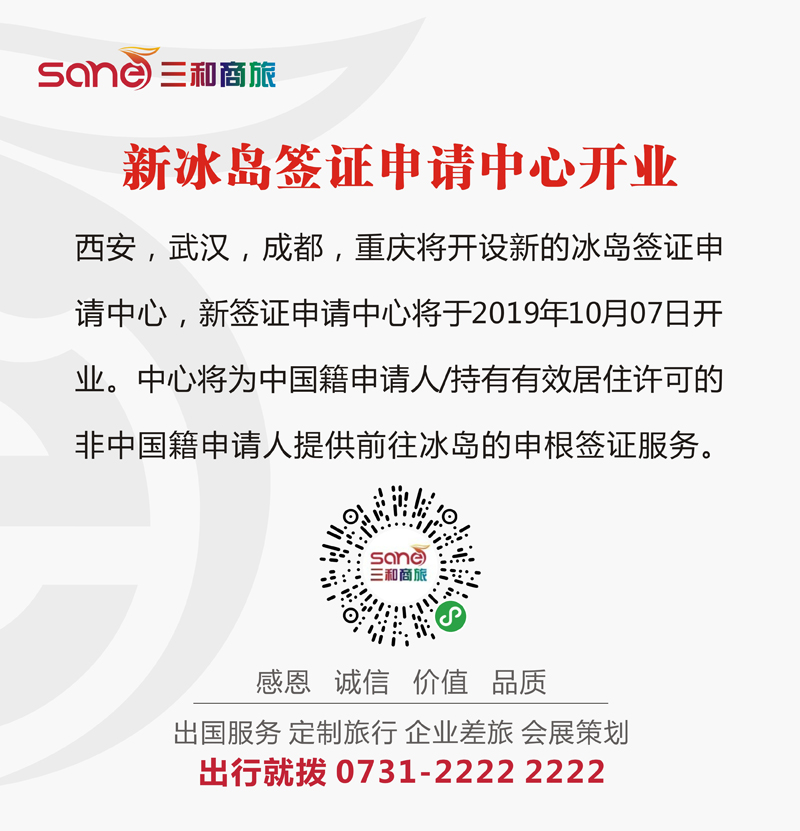 sane 三和商旅
新冰岛签证申请中心开业
西安，武汉，成都，重庆将开设新的冰岛签证申
请中心，新签证申请中心将于2019年10月07日开
业。中心将为中国籍申请人/持有有效居住许可的
非中国籍申请人提供前往冰岛的申根签证服务。
sane
三和商旅
感恩 诚信 价值 品质
出国服务 定制旅行 企业差旅 会展策划
出行就拨 0731-2222 2222